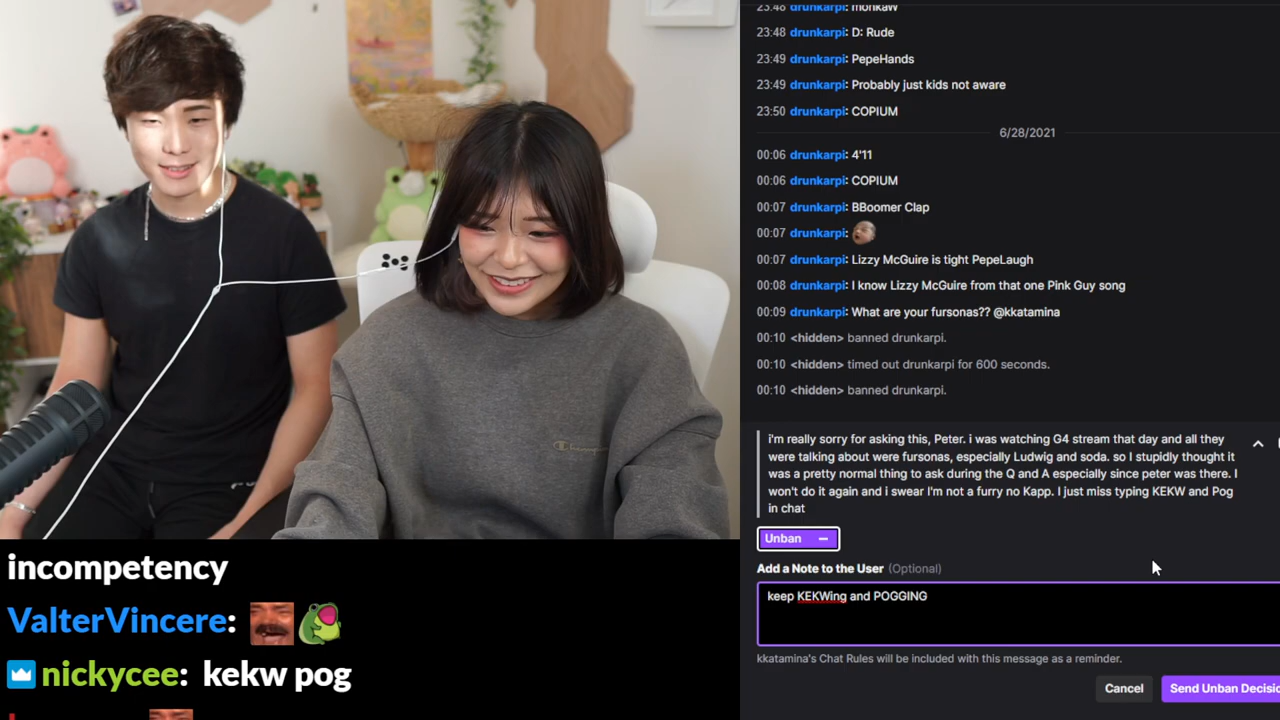 23:48 monkaW
23:48 drunkarpi: D: Rude
23:49 drunkarpi: PepeHands
23:49 drunkarpi: Probably just kids not aware
23:50 drunkarpi: COPIUM
6/28/2021
00:06 drunkarpi: 4'11
00:06 drunkarpi: COPIUM
00:07 drunkarpi: BBoomer Clap
00:07 drunkarpi:
00:07 drunkarpi: Lizzy McGuire is tight PepeLaugh
00:08 drunkarpi: I know Lizzy McGuire from that one Pink Guy song
00:09 drunkarpi: What are your fursonas?? @kkatamina
00:10 <hidden> banned drunkarpi.
00:10 <hidden> timed out drunkarpi for 600 seconds.
00:10 <hidden> banned drunkarpi.
i'm really sorry for asking this, Peter. i was watching G4 stream that day and all they
were talking about were fursonas, especially Ludwig and soda. so I stupidly thought it
was a pretty normal thing to ask during the Q and A especially since peter was there. I
won't do it again and i swear I'm not a furry no Kapp. I just miss typing KEKW and Pog
in chat
Unban
Add a Note to the User (Optional)
keep KEKWing and POGGING
kkatamina's Chat Rules will be included with this message as a reminder.
Cancel
Send Unban Decisio
Champion
incompetency
ValterVincere:
nickycee: kekw pog